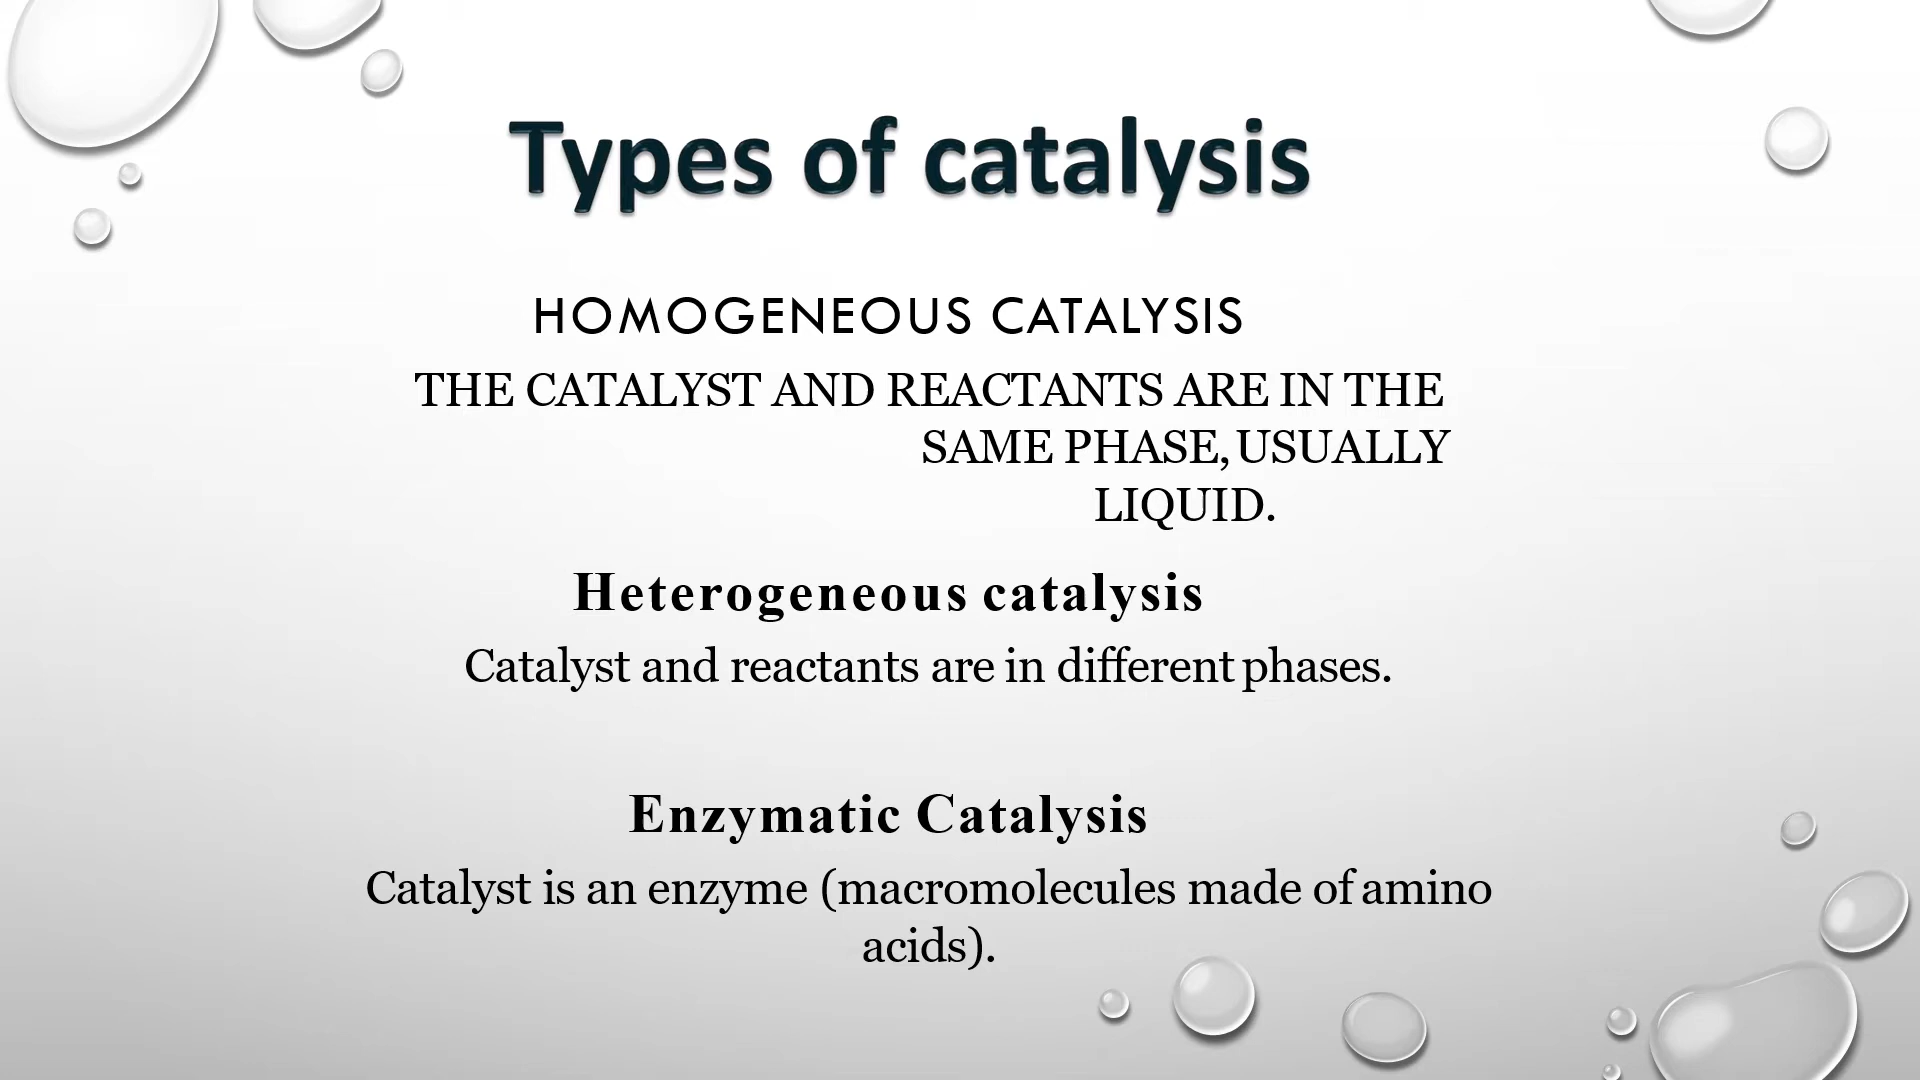 Types of catalysis
HOMOGENEOUS CATALYSIS
THE CATALYST AND REACTANTS ARE IN THE
SAME PHASE, USUALLY
LIQUID.
Heterogeneous catalysis
Catalyst and reactants are in different phases.
Enzymatic Catalysis
Catalyst is an enzyme (macromolecules made of amino
acids).